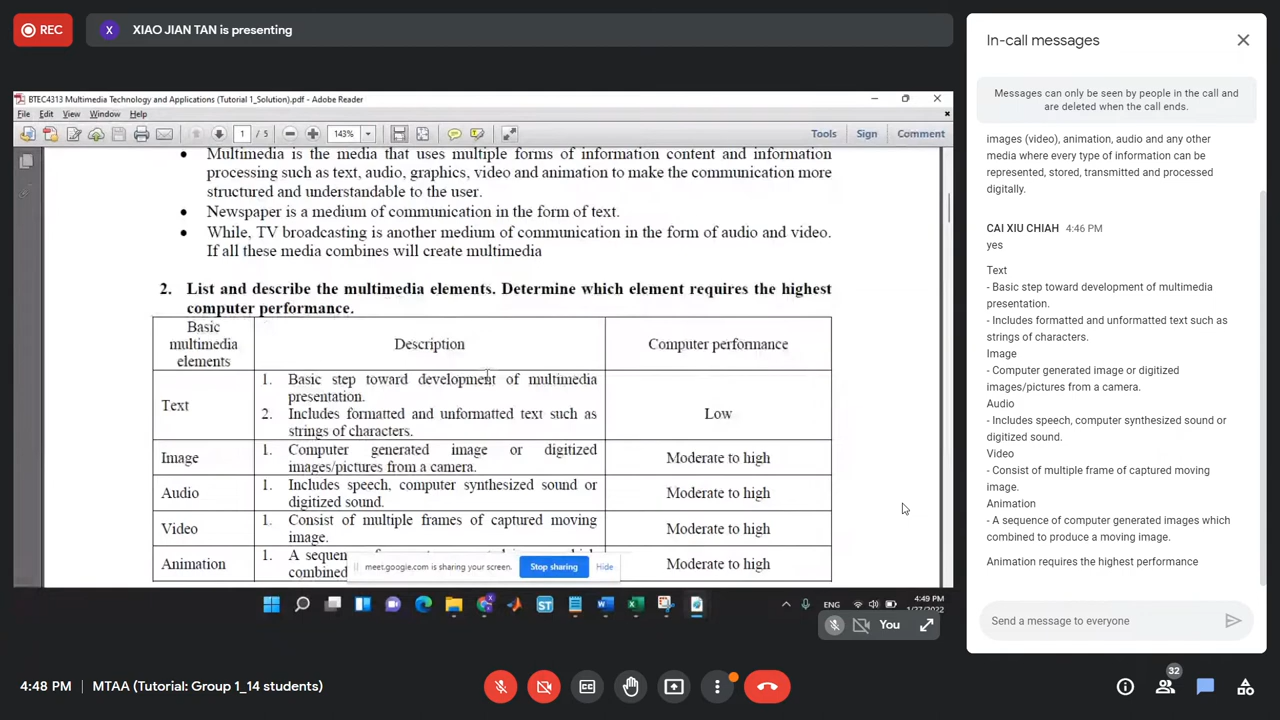 REC
X
XIAO JIAN TAN is presenting
BTEC4313 Multimedia Technology and Applications (Tutorial 1_Solution).pdf - Adobe Reader
File Edit View Window Help
1 / 5
143%
Tools
Sign
Comment
Multimedia is the media that uses multiple forms of information content and information
processing such as text, audio, graphics, video and animation to make the communication more
structured and understandable to the user.
Newspaper is a medium of communication in the form of text.
While, TV broadcasting is another medium of communication in the form of audio and video.
If all these media combines will create multimedia
2. List and describe the multimedia elements. Determine which element requires the highest
computer performance.
Basic
multimedia
elements
Description
Computer performance
Text
1. Basic step toward development of multimedia
presentation.
2. Includes formatted and unformatted text such as
strings of characters.
Low
Image
1. Computer generated image or digitized
images/pictures from a camera.
Moderate to high
Audio
1. Includes speech, computer synthesized sound or
digitized sound.
Moderate to high
Video
1. Consist of multiple frames of captured moving
image.
Moderate to high
Animation
1. A sequen
combined
Moderate to high
meet.google.com is sharing your screen.
Stop sharing
Hide
ST
ENG
4:49 PM
1/27/2022
You
4:48 PM
MTAA (Tutorial: Group 1_14 students)
In-call messages
Messages can only be seen by people in the call and
are deleted when the call ends.
images (video), animation, audio and any other
media where every type of information can be
represented, stored, transmitted and processed
digitally.
CAI XIU CHIAH 4:46 PM
yes
Text
- Basic step toward development of multimedia
presentation.
- Includes formatted and unformatted text such as
strings of characters.
Image
- Computer generated image or digitized
images/pictures from a camera.
Audio
- Includes speech, computer synthesized sound or
digitized sound.
Video
- Consist of multiple frame of captured moving
image.
Animation
- A sequence of computer generated images which
combined to produce a moving image.
Animation requires the highest performance
Send a message to everyone
32